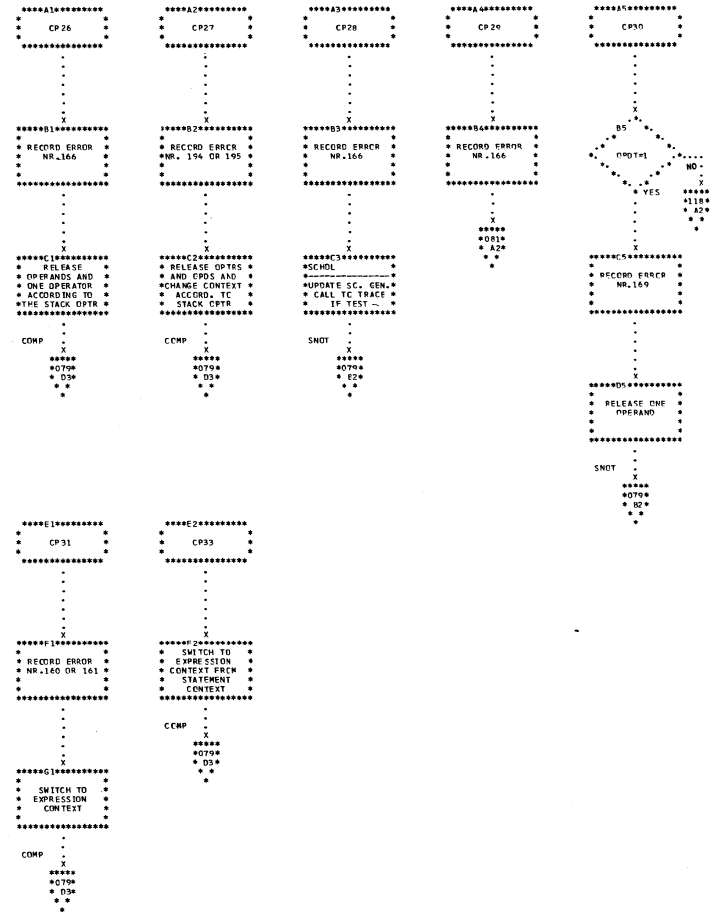 A1
CP26
B1
RECORD ERROR
NR.166
C1
RELEASE
OPERANDS AND
ONE OPERATOR
ACCORDING TO
THE STACK OPTR
COMP
*079*
* D3*
A2
CP27
B2
RECORD ERROR
NR. 194 OR 195
C2
RELEASE OPTRS
AND OPDS AND
CHANGE CONTEXT
ACCORD. TC
STACK OPTR
COMP
*079*
* D3*
A3
CP28
B3
RECORD ERROR
NR.166
C3
*SCHDL
*UPDATE SC. GEN.*
CALL TC TRACE
IF TEST
SNOT
*079*
* E2*
A4
CP29
B4
RECORD ERROR
NR.166
*081*
* A2*
A5
CP30
B5
OPDT=1
NO
*118*
* A2*
YES
C5
RECORD ERROR
NR.169
D5
RELEASE ONE
OPERAND
SNOT
*079*
* B2*
E1
CP31
F1
RECORD ERROR
NR.160 OR 161
G1
SWITCH TO
EXPRESSION
CONTEXT
COMP
*079*
* D3*
E2
CP33
F2
SWITCH TO
EXPRESSION
CONTEXT FRCM
STATEMENT
CONTEXT
COMP
*079*
* D3*